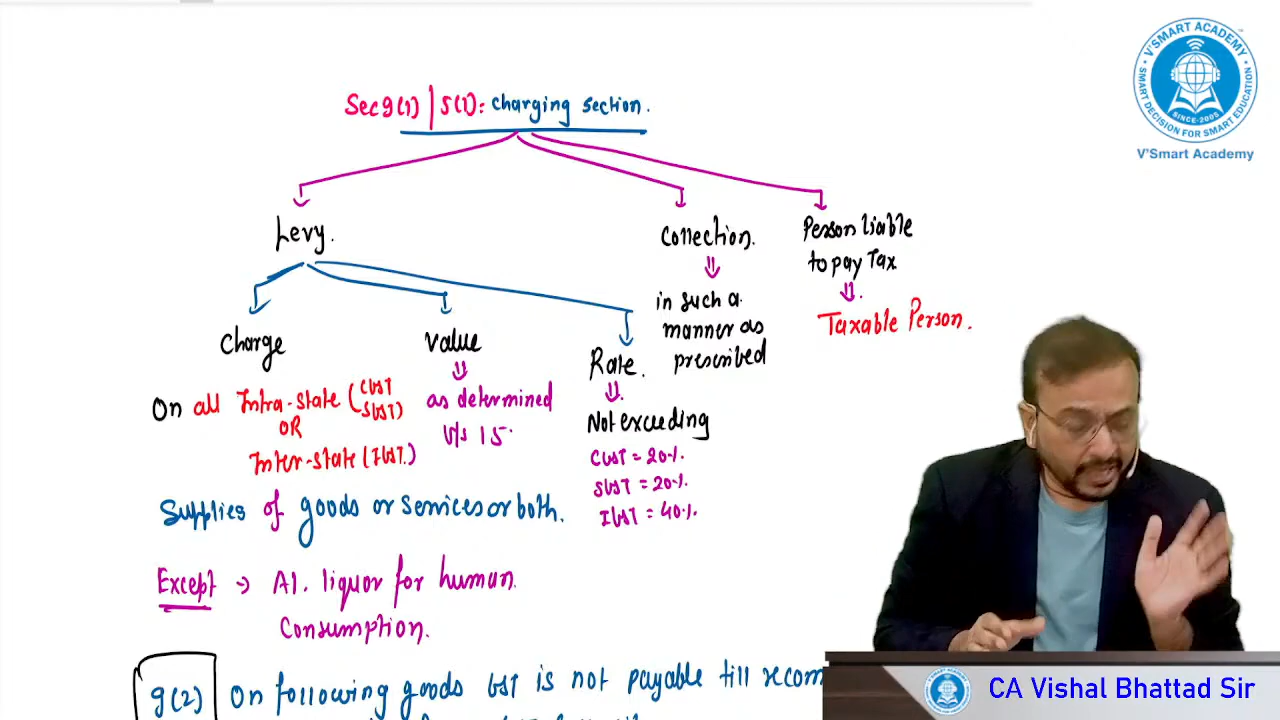 Sec 9(1) | 5(1): charging section.
Levy.
Collection.
Person liable
to pay Tax
in such a
manner as
prescribed
Taxable Person.
Charge
Value
Rate.
On all Intra-state (CGST
SGST)
OR
Inter-state (IGST.)
as determined
u/s 15.
Not exceeding
CGST = 20%.
SGST = 20%.
IGST = 40%.
Supplies of goods or services or both.
Except → Al. liquor for human
Consumption.
9(2) On following goods GST is not payable till recom
V'SMART ACADEMY
SMART DECISION FOR SMART EDUCATION
SINCE-2005
V'Smart Academy
CA Vishal Bhattad Sir